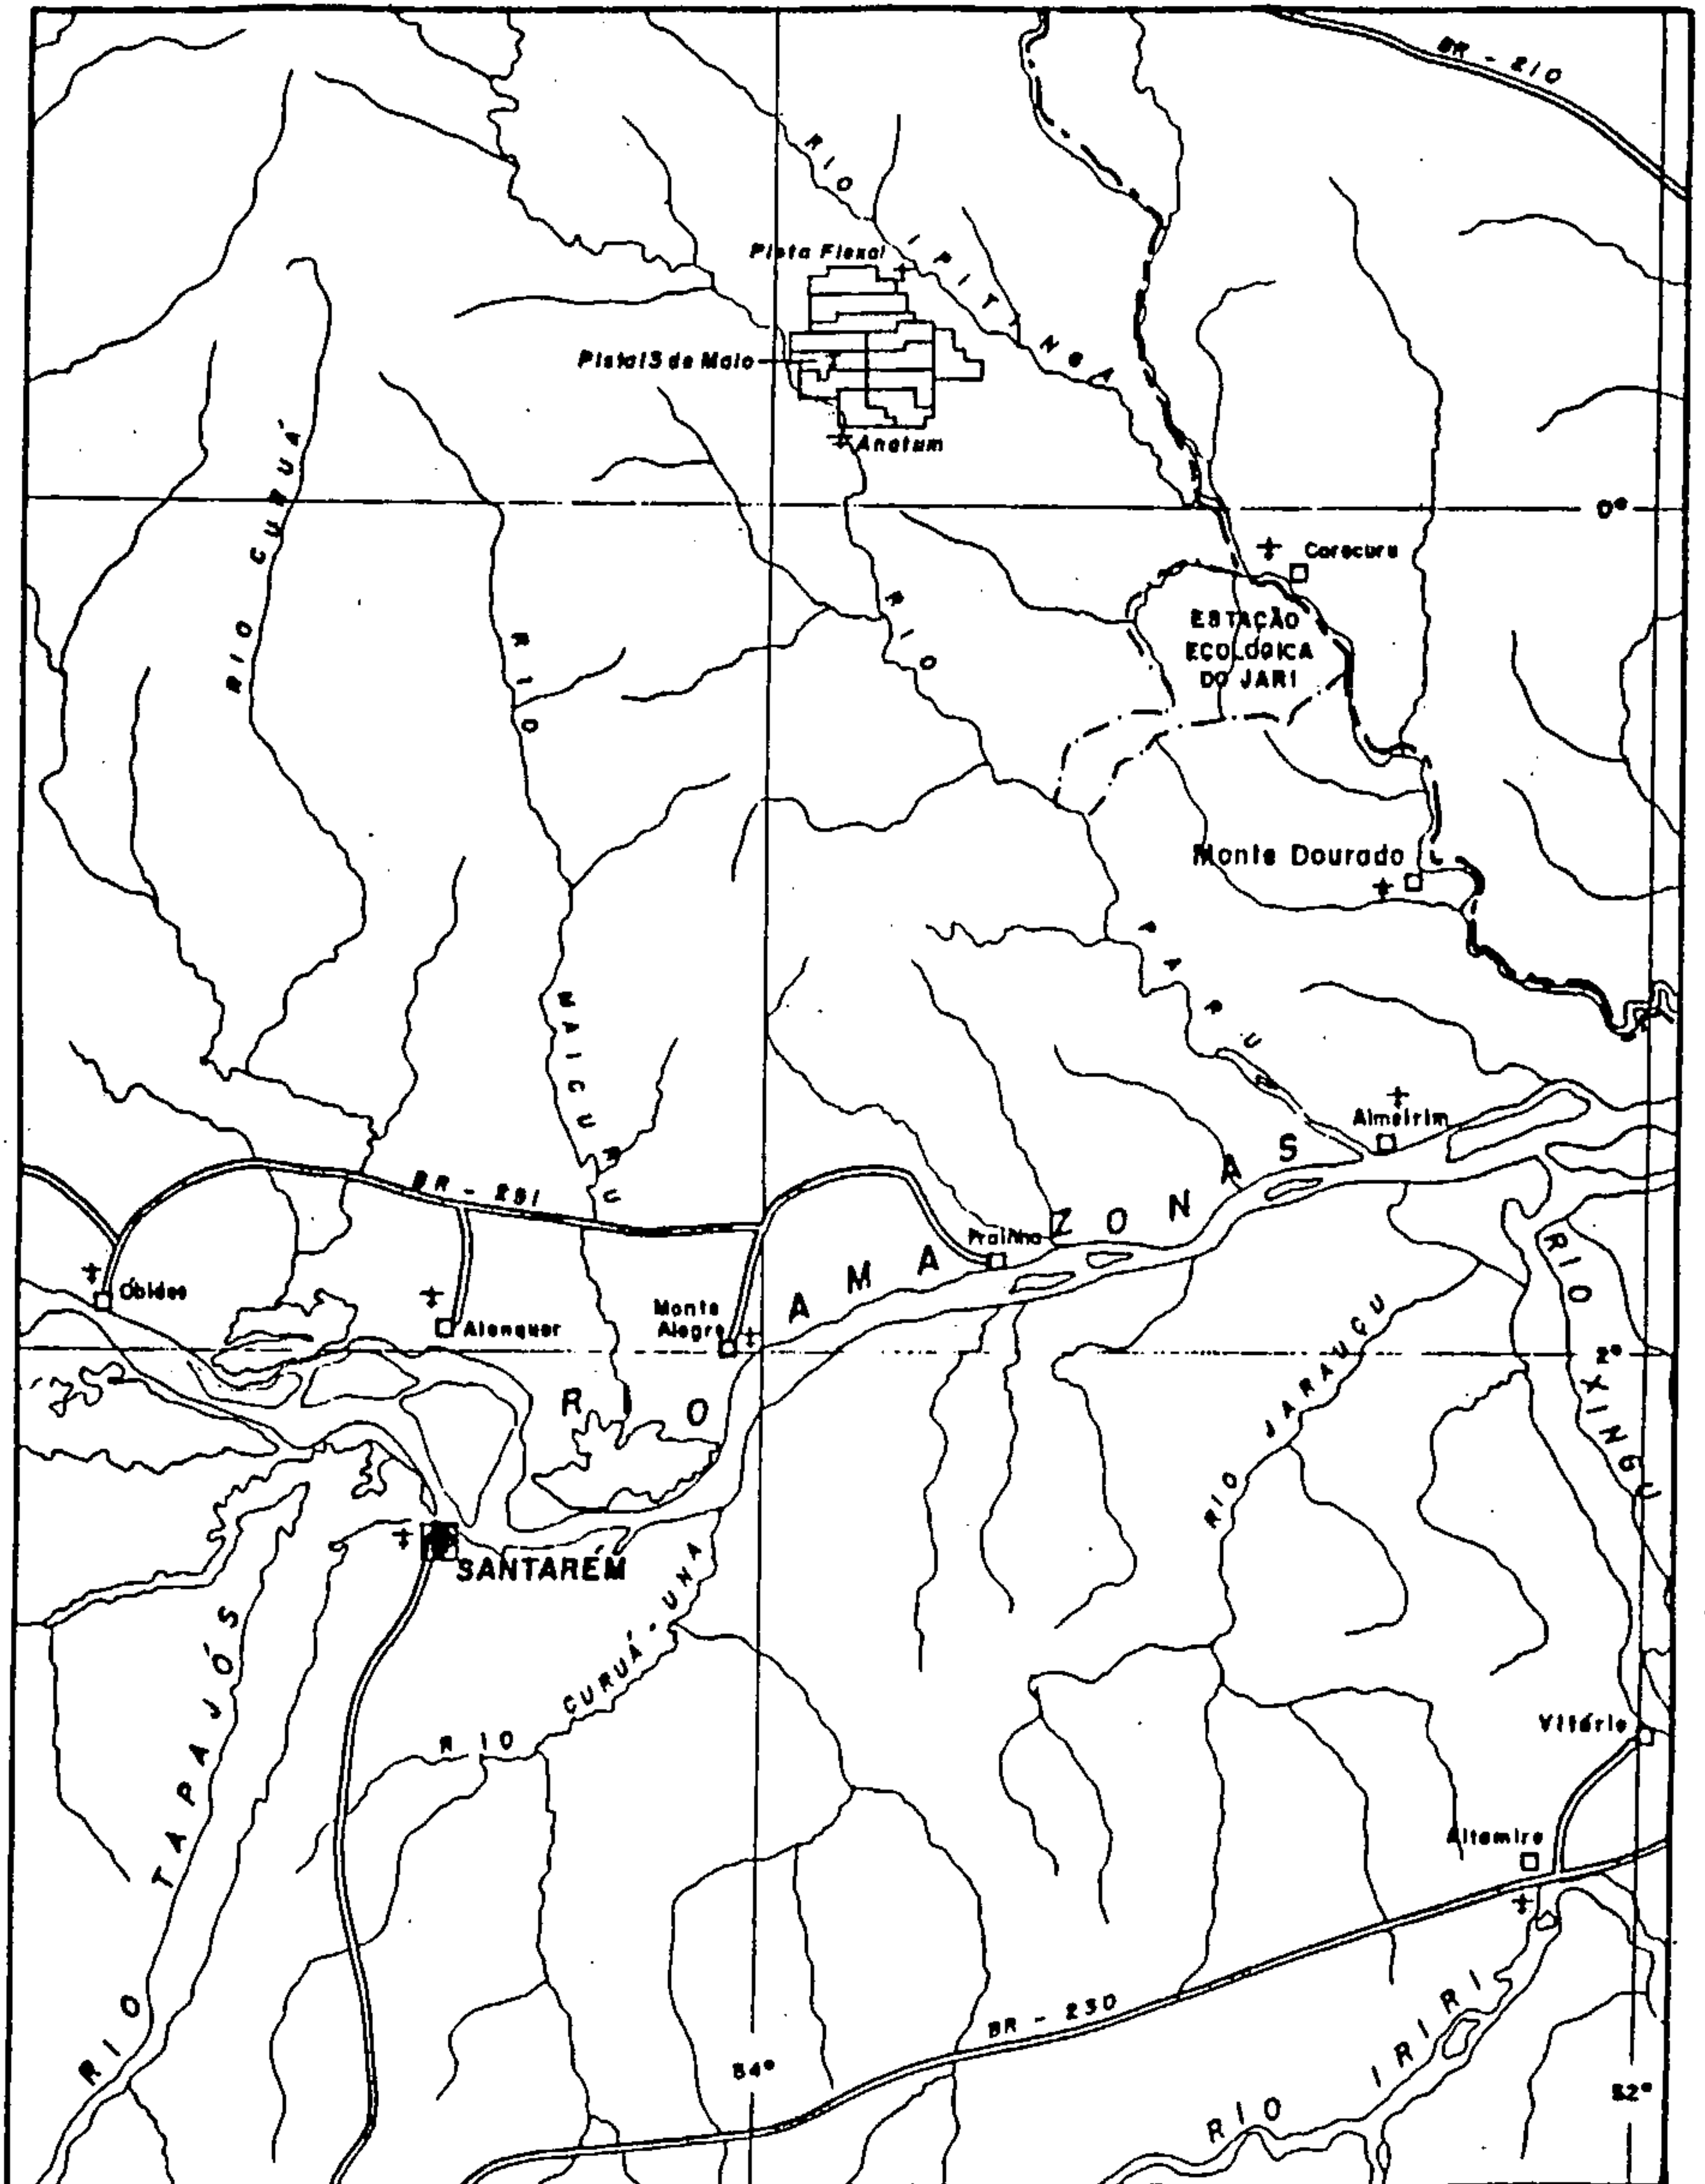 BR - 210
RIO IPITINGA
Pista Flexal
Pista 13 de Maio
Anatum
RIO CURUÁ
0°
Carecuru
ESTAÇÃO
ECOLÓGICA
DO JARI
RIO MAICURU
RIO PARU
Monte Dourado
Almeirim
BR - 251
Prainha
Óbidos
Alenquer
Monte
Alegre
RIO AMAZONAS
RIO XINGU
2°
RIO JARAUÇU
SANTARÉM
RIO CURUÁ-UNA
RIO TAPAJÓS
Vitória
Altamira
BR - 230
RIO IRIRI
54°
52°